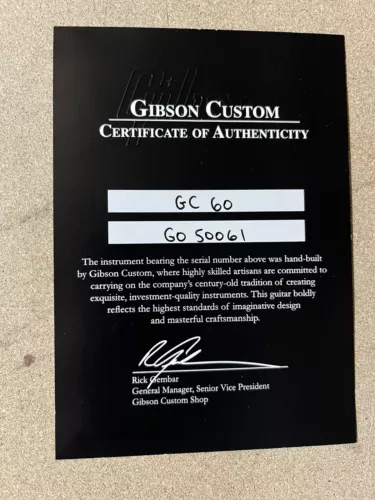 GIBSON CUSTOM
CERTIFICATE OF AUTHENTICITY
GC 60
GO 50061
The instrument bearing the serial number above was hand-built
by Gibson Custom, where highly skilled artisans are committed to
carrying on the company's century-old tradition of creating
exquisite, investment-quality instruments. This guitar boldly
reflects the highest standards of imaginative design
and masterful craftsmanship.
Rick Gembar
General Manager, Senior Vice President
Gibson Custom Shop